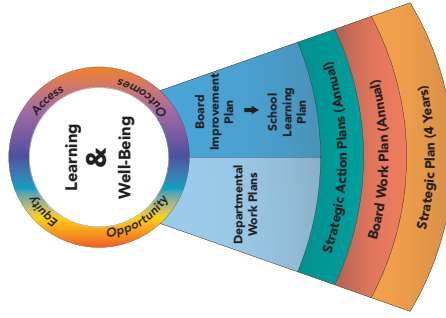 Access
Outcomes
Equity
Opportunity
Learning
&
Well-Being
Board
Improvement
Plan
School
Learning
Plan
Departmental
Work Plans
Strategic Action Plans (Annual)
Board Work Plan (Annual)
Strategic Plan (4 Years)